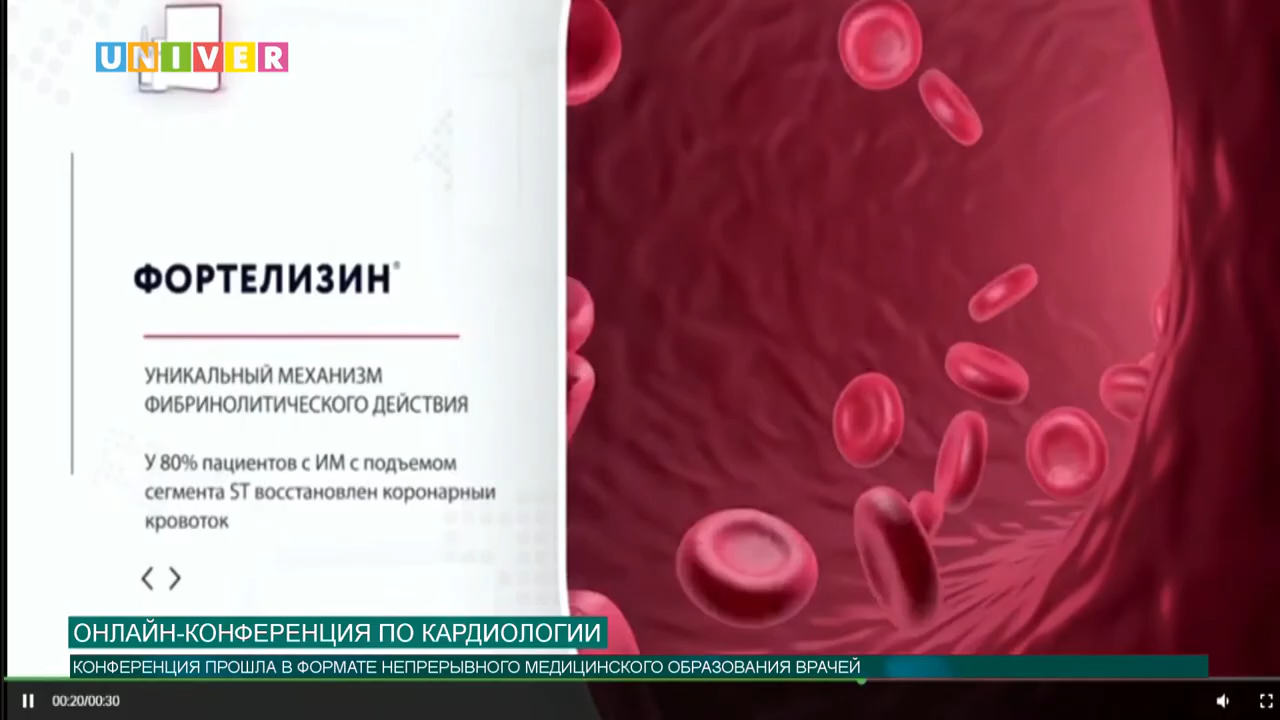 UNIVER
ФОРТЕЛИЗИН®
УНИКАЛЬНЫЙ МЕХАНИЗМ
ФИБРИНОЛИТИЧЕСКОГО ДЕЙСТВИЯ
У 80% пациентов с ИМ с подъемом
сегмента ST восстановлен коронарныи
кровоток
ОНЛАЙН-КОНФЕРЕНЦИЯ ПО КАРДИОЛОГИИ
КОНФЕРЕНЦИЯ ПРОШЛА В ФОРМАТЕ НЕПРЕРЫВНОГО МЕДИЦИНСКОГО ОБРАЗОВАНИЯ ВРАЧЕЙ
00:20/00:30